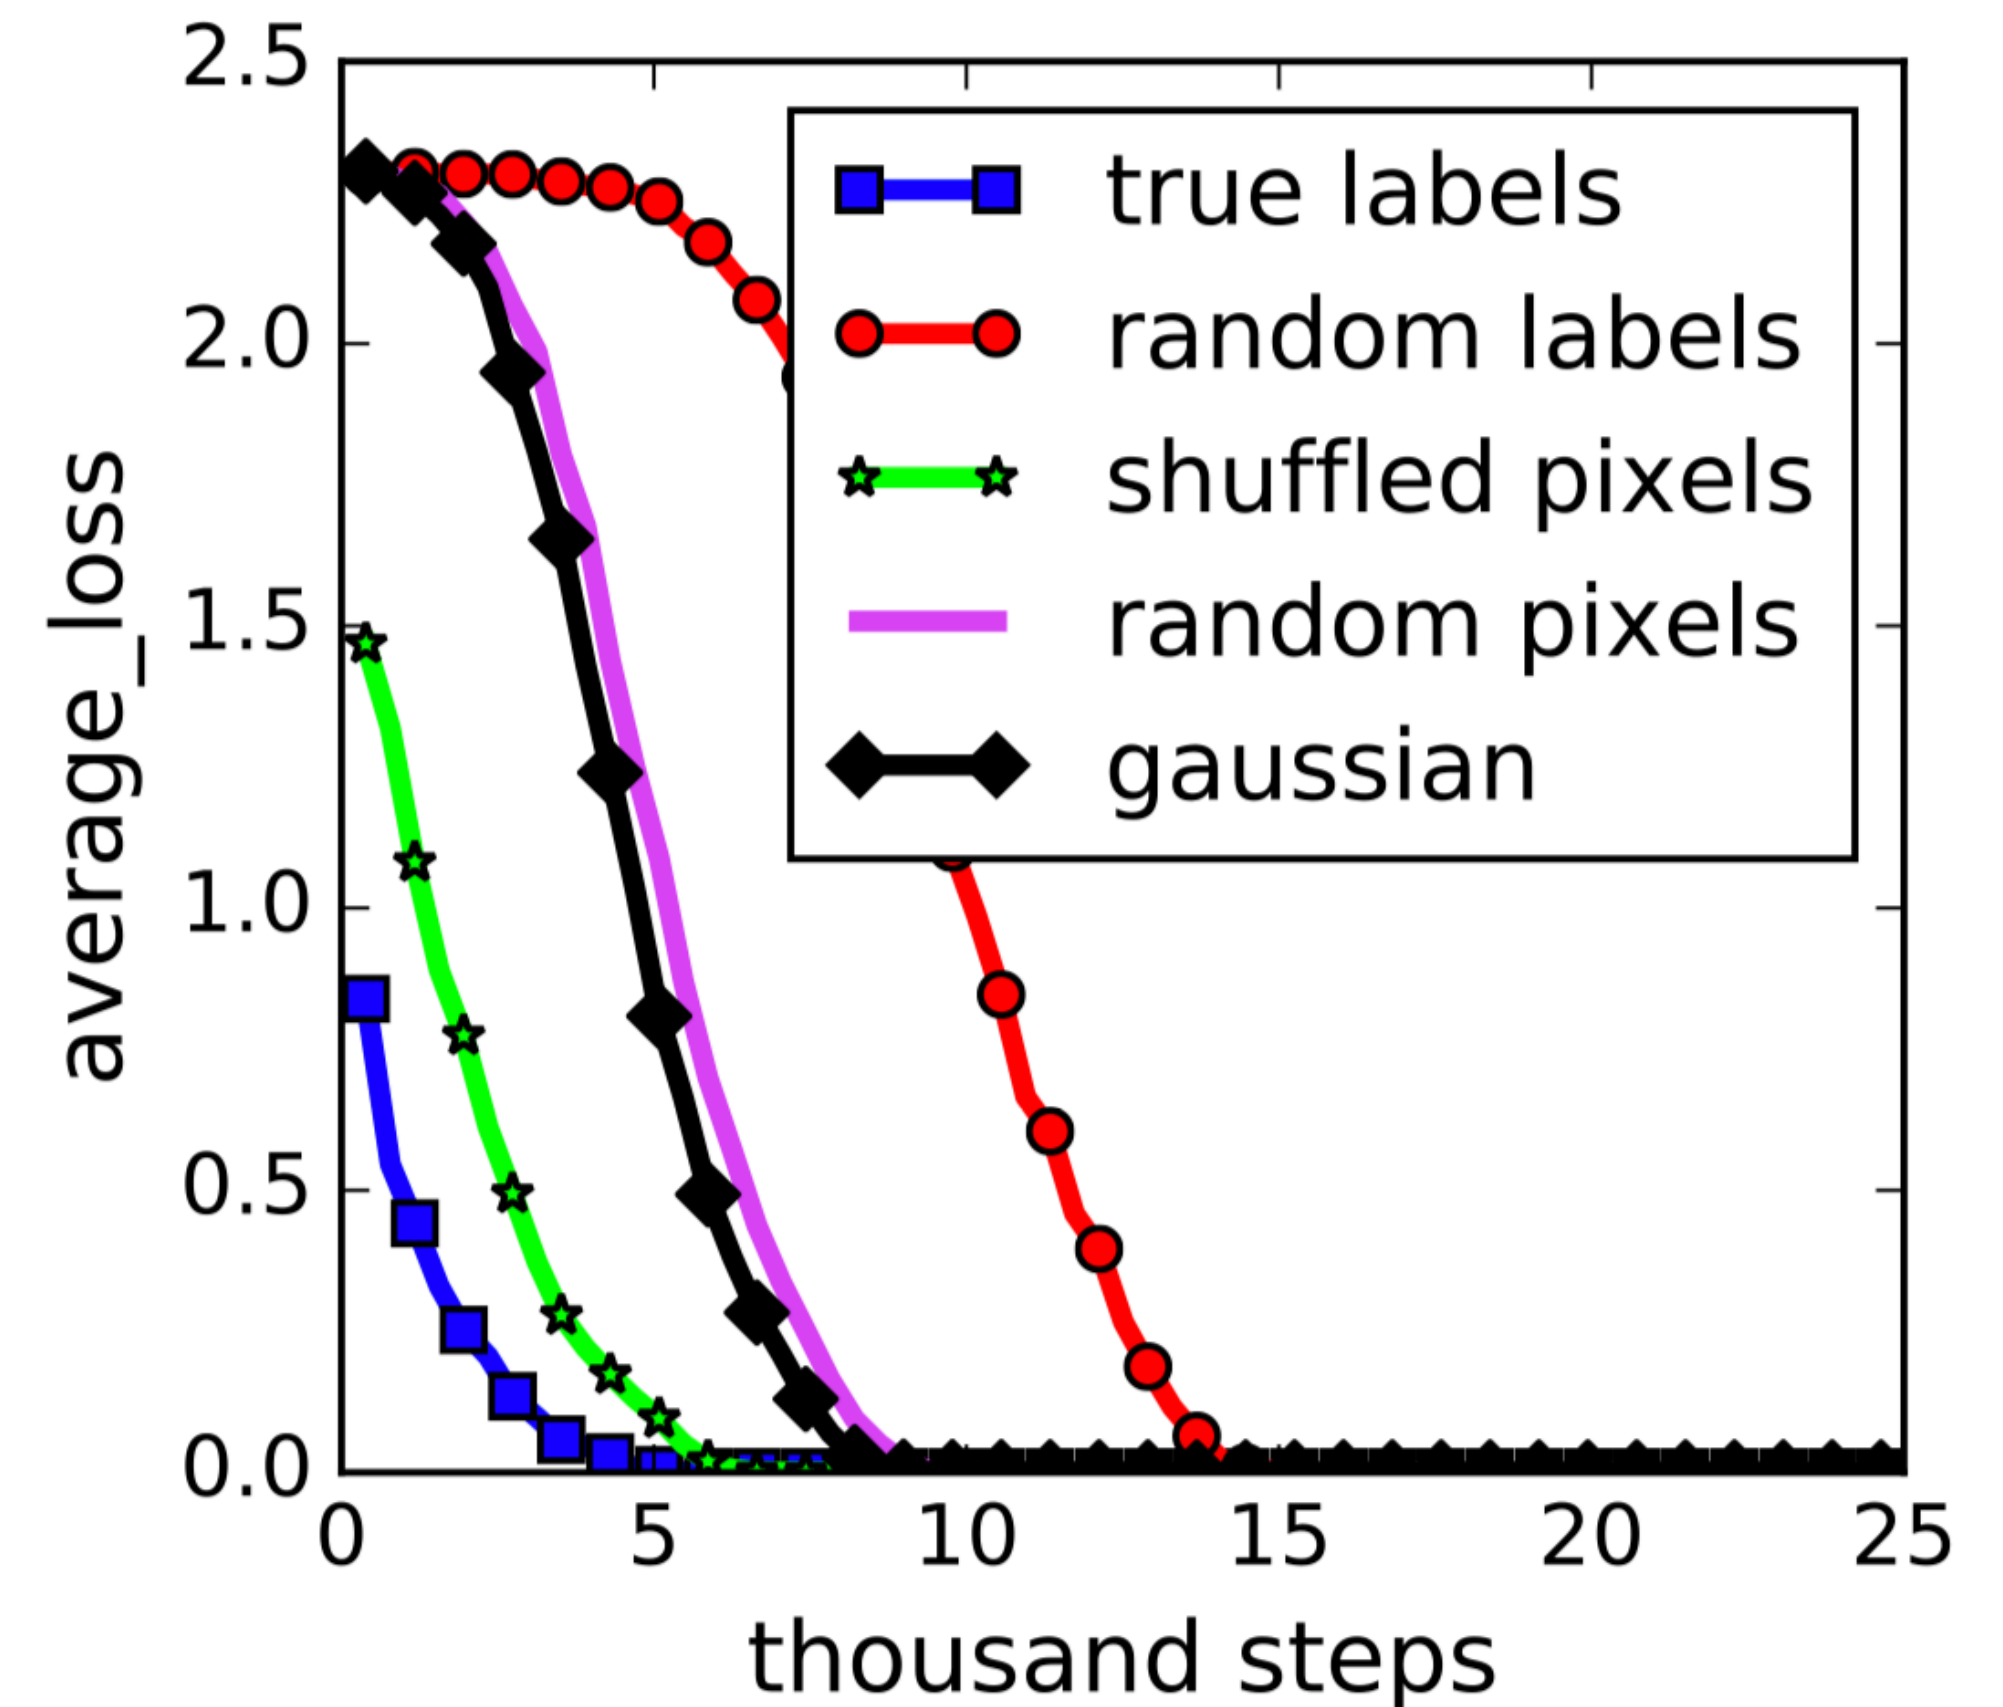 2.5
2.0
1.5
1.0
0.5
0.0
average_loss
true labels
random labels
shuffled pixels
random pixels
gaussian
0 5 10 15 20 25
thousand steps